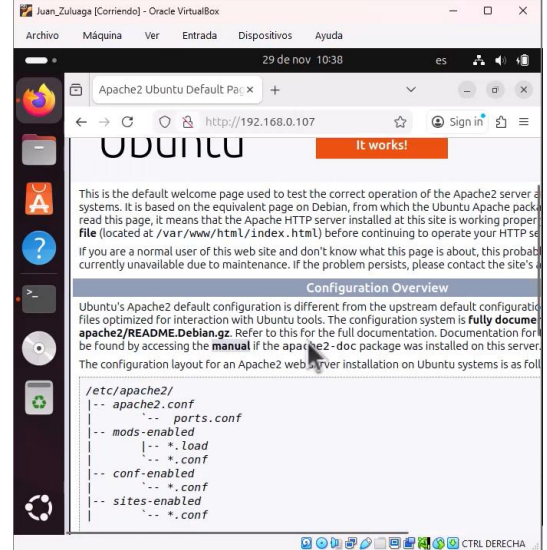 Juan_Zuluaga [Corriendo] - Oracle VirtualBox
Archivo Máquina Ver Entrada Dispositivos Ayuda
29 de nov 10:38 es
Apache2 Ubuntu Default Pag
http://192.168.0.107 Sign in
Ubuntu
It works!
This is the default welcome page used to test the correct operation of the Apache2 server a
systems. It is based on the equivalent page on Debian, from which the Ubuntu Apache packa
read this page, it means that the Apache HTTP server installed at this site is working proper
file (located at /var/www/html/index.html) before continuing to operate your HTTP se
If you are a normal user of this web site and don't know what this page is about, this probabl
currently unavailable due to maintenance. If the problem persists, please contact the site's a
Configuration Overview
Ubuntu's Apache2 default configuration is different from the upstream default configuratio
files optimized for interaction with Ubuntu tools. The configuration system is fully docume
apache2/README.Debian.gz. Refer to this for the full documentation. Documentation for
be found by accessing the manual if the apache2-doc package was installed on this server.
The configuration layout for an Apache2 web server installation on Ubuntu systems is as foll
/etc/apache2/
|-- apache2.conf
| `-- ports.conf
|-- mods-enabled
| |-- *.load
| `-- *.conf
|-- conf-enabled
| `-- *.conf
|-- sites-enabled
| `-- *.conf
CTRL DERECHA